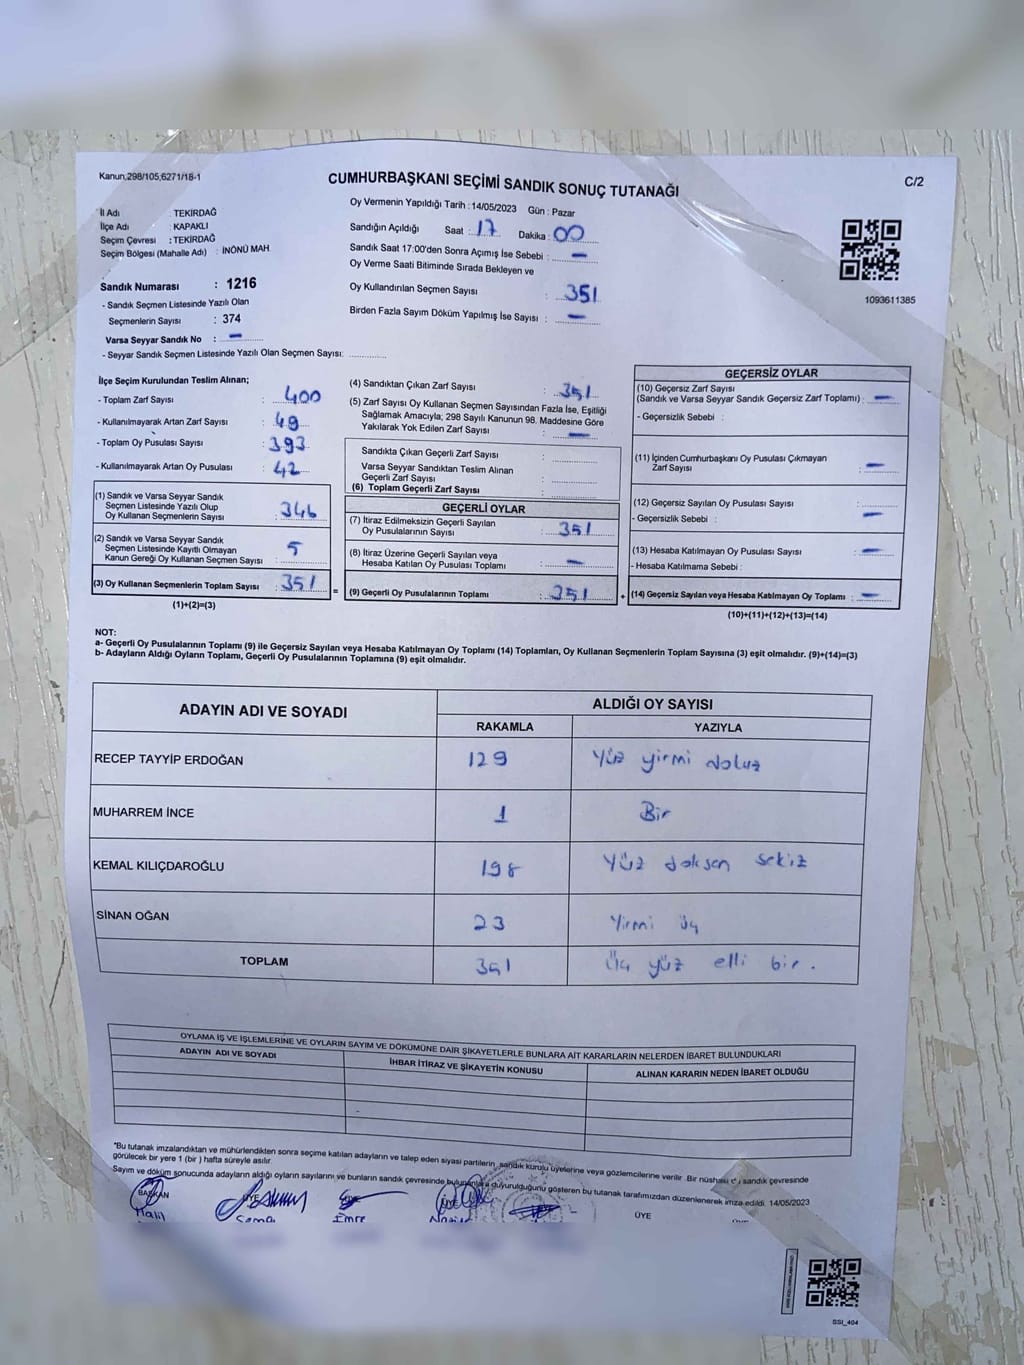 Kanun,298/105,6271/18-1
CUMHURBAŞKANI SEÇİMİ SANDIK SONUÇ TUTANAĞI
C/2
İl Adı : TEKİRDAĞ
İlçe Adı : KAPAKLI
Seçim Çevresi : TEKİRDAĞ
Seçim Bölgesi (Mahalle Adı) : İNÖNÜ MAH.
Sandık Numarası : 1216
- Sandık Seçmen Listesinde Yazılı Olan
Seçmenlerin Sayısı : 374
Varsa Seyyar Sandık No : –
- Seyyar Sandık Seçmen Listesinde Yazılı Olan Seçmen Sayısı:
Oy Vermenin Yapıldığı Tarih : 14/05/2023 Gün : Pazar
Sandığın Açıldığı Saat : 17 Dakika : 00
Sandık Saat 17:00'den Sonra Açımış İse Sebebi : –
Oy Verme Saati Bitiminde Sırada Bekleyen ve
Oy Kullandırılan Seçmen Sayısı : 351
Birden Fazla Sayım Döküm Yapılmış İse Sayısı : –
1093611385
İlçe Seçim Kurulundan Teslim Alınan;
- Toplam Zarf Sayısı : 400
- Kullanılmayarak Artan Zarf Sayısı : 49
- Toplam Oy Pusulası Sayısı : 393
- Kullanılmayarak Artan Oy Pusulası : 42
(1) Sandık ve Varsa Seyyar Sandık
Seçmen Listesinde Yazılı Olup
Oy Kullanan Seçmenlerin Sayısı : 346
(2) Sandık ve Varsa Seyyar Sandık
Seçmen Listesinde Kayıtlı Olmayan
Kanun Gereği Oy Kullanan Seçmen Sayısı : 5
(3) Oy Kullanan Seçmenlerin Toplam Sayısı : 351
(1)+(2)=(3)
=
(4) Sandıktan Çıkan Zarf Sayısı : 351
(5) Zarf Sayısı Oy Kullanan Seçmen Sayısından Fazla İse, Eşitliği
Sağlamak Amacıyla; 298 Sayılı Kanunun 98. Maddesine Göre
Yakılarak Yok Edilen Zarf Sayısı : –
Sandıkta Çıkan Geçerli Zarf Sayısı :
Varsa Seyyar Sandıktan Teslim Alınan
Geçerli Zarf Sayısı :
(6) Toplam Geçerli Zarf Sayısı :
GEÇERLİ OYLAR
(7) İtiraz Edilmeksizin Geçerli Sayılan
Oy Pusulalarının Sayısı : 351
(8) İtiraz Üzerine Geçerli Sayılan veya
Hesaba Katılan Oy Pusulası Toplamı : –
(9) Geçerli Oy Pusulalarının Toplamı : 351
+
GEÇERSİZ OYLAR
(10) Geçersiz Zarf Sayısı
(Sandık ve Varsa Seyyar Sandık Geçersiz Zarf Toplamı) : –
- Geçersizlik Sebebi :
(11) İçinden Cumhurbaşkanı Oy Pusulası Çıkmayan
Zarf Sayısı : –
(12) Geçersiz Sayılan Oy Pusulası Sayısı :
- Geçersizlik Sebebi : –
(13) Hesaba Katılmayan Oy Pusulası Sayısı : –
- Hesaba Katılmama Sebebi :
(14) Geçersiz Sayılan veya Hesaba Katılmayan Oy Toplamı : –
(10)+(11)+(12)+(13)=(14)
NOT:
a- Geçerli Oy Pusulalarının Toplamı (9) ile Geçersiz Sayılan veya Hesaba Katılmayan Oy Toplamı (14) Toplamları, Oy Kullanan Seçmenlerin Toplam Sayısına (3) eşit olmalıdır. (9)+(14)=(3)
b- Adayların Aldığı Oyların Toplamı, Geçerli Oy Pusulalarının Toplamına (9) eşit olmalıdır.
ADAYIN ADI VE SOYADI
ALDIĞI OY SAYISI
RAKAMLA YAZIYLA
RECEP TAYYİP ERDOĞAN 129 Yüz yirmi dokuz
MUHARREM İNCE 1 Bir
KEMAL KILIÇDAROĞLU 198 Yüz doksan sekiz
SİNAN OĞAN 23 Yirmi üç
TOPLAM 351 Üç yüz elli bir.
OYLAMA İŞ VE İŞLEMLERİNE VE OYLARIN SAYIM VE DÖKÜMÜNE DAİR ŞİKAYETLERLE BUNLARA AİT KARARLARIN NELERDEN İBARET BULUNDUKLARI
ADAYIN ADI VE SOYADI
İHBAR İTİRAZ VE ŞİKAYETİN KONUSU
ALINAN KARARIN NEDEN İBARET OLDUĞU
*Bu tutanak imzalandıktan ve mühürlendikten sonra seçime katılan adayların ve talep eden siyasi partilerin, sandık kurulu üyelerine veya gözlemcilerine verilir. Bir nüshası da sandık çevresinde
görülecek bir yere 1 (bir) hafta süreyle asılır.
Sayım ve döküm sonucunda adayların aldığı oyların sayılarını ve bunların sandık çevresinde bulunanlara duyurulduğunu gösteren bu tutanak tarafımızdan düzenlenerek imza edildi. 14/05/2023
BAŞKAN ÜYE ÜYE
Halil Sema Emre
SSI_404